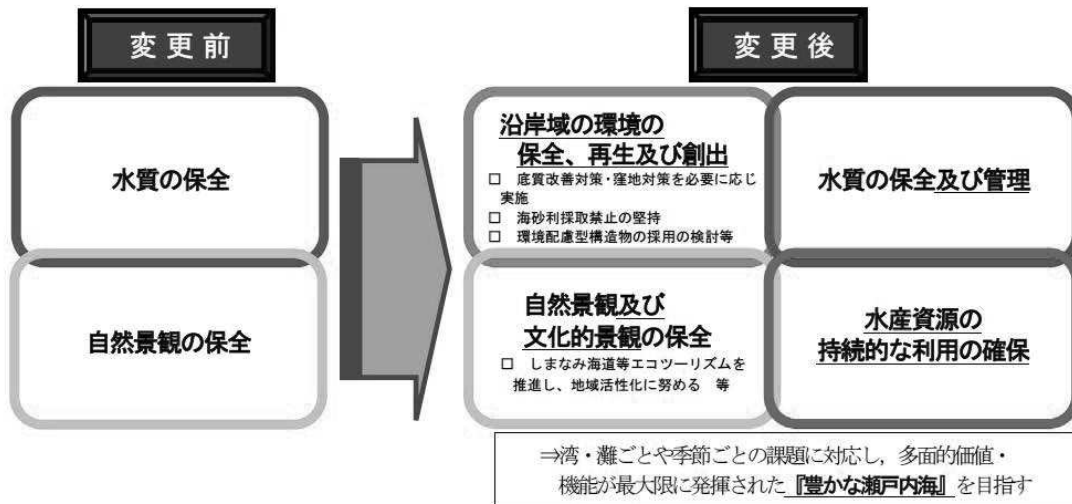 変更前
水質の保全
自然景観の保全
変更後
沿岸域の環境の
保全、再生及び創出
□ 底質改善対策・窪地対策を必要に応じ
実施
□ 海砂利採取禁止の堅持
□ 環境配慮型構造物の採用の検討等
水質の保全及び管理
自然景観及び
文化的景観の保全
□ しまなみ海道等エコツーリズムを
推進し、地域活性化に努める 等
水産資源の
持続的な利用の確保
⇒湾・灘ごとや季節ごとの課題に対応し，多面的価値・
機能が最大限に発揮された『豊かな瀬戸内海』を目指す